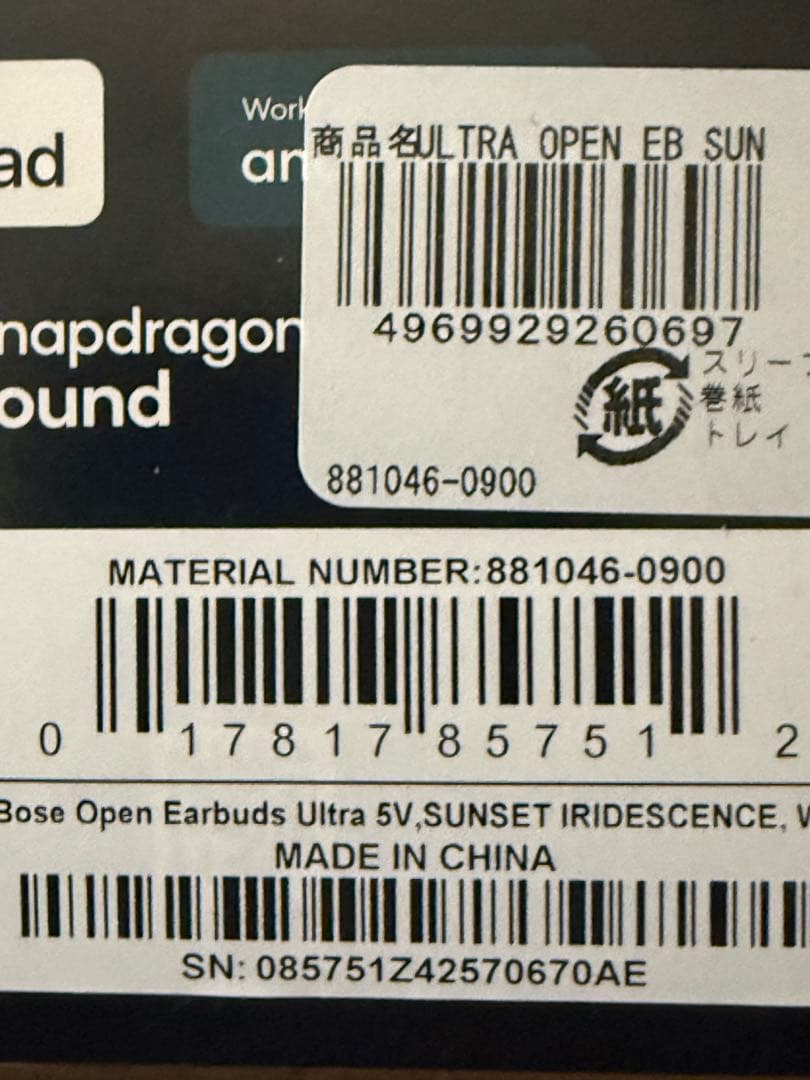 ad
Work
an
napdragon
ound
商品名ULTRA OPEN EB SUN
4969929260697
紙
スリーブ
巻紙
トレイ
881046-0900
MATERIAL NUMBER:881046-0900
0 17817 85751 2
Bose Open Earbuds Ultra 5V,SUNSET IRIDESCENCE, W
MADE IN CHINA
SN: 085751Z42570670AE